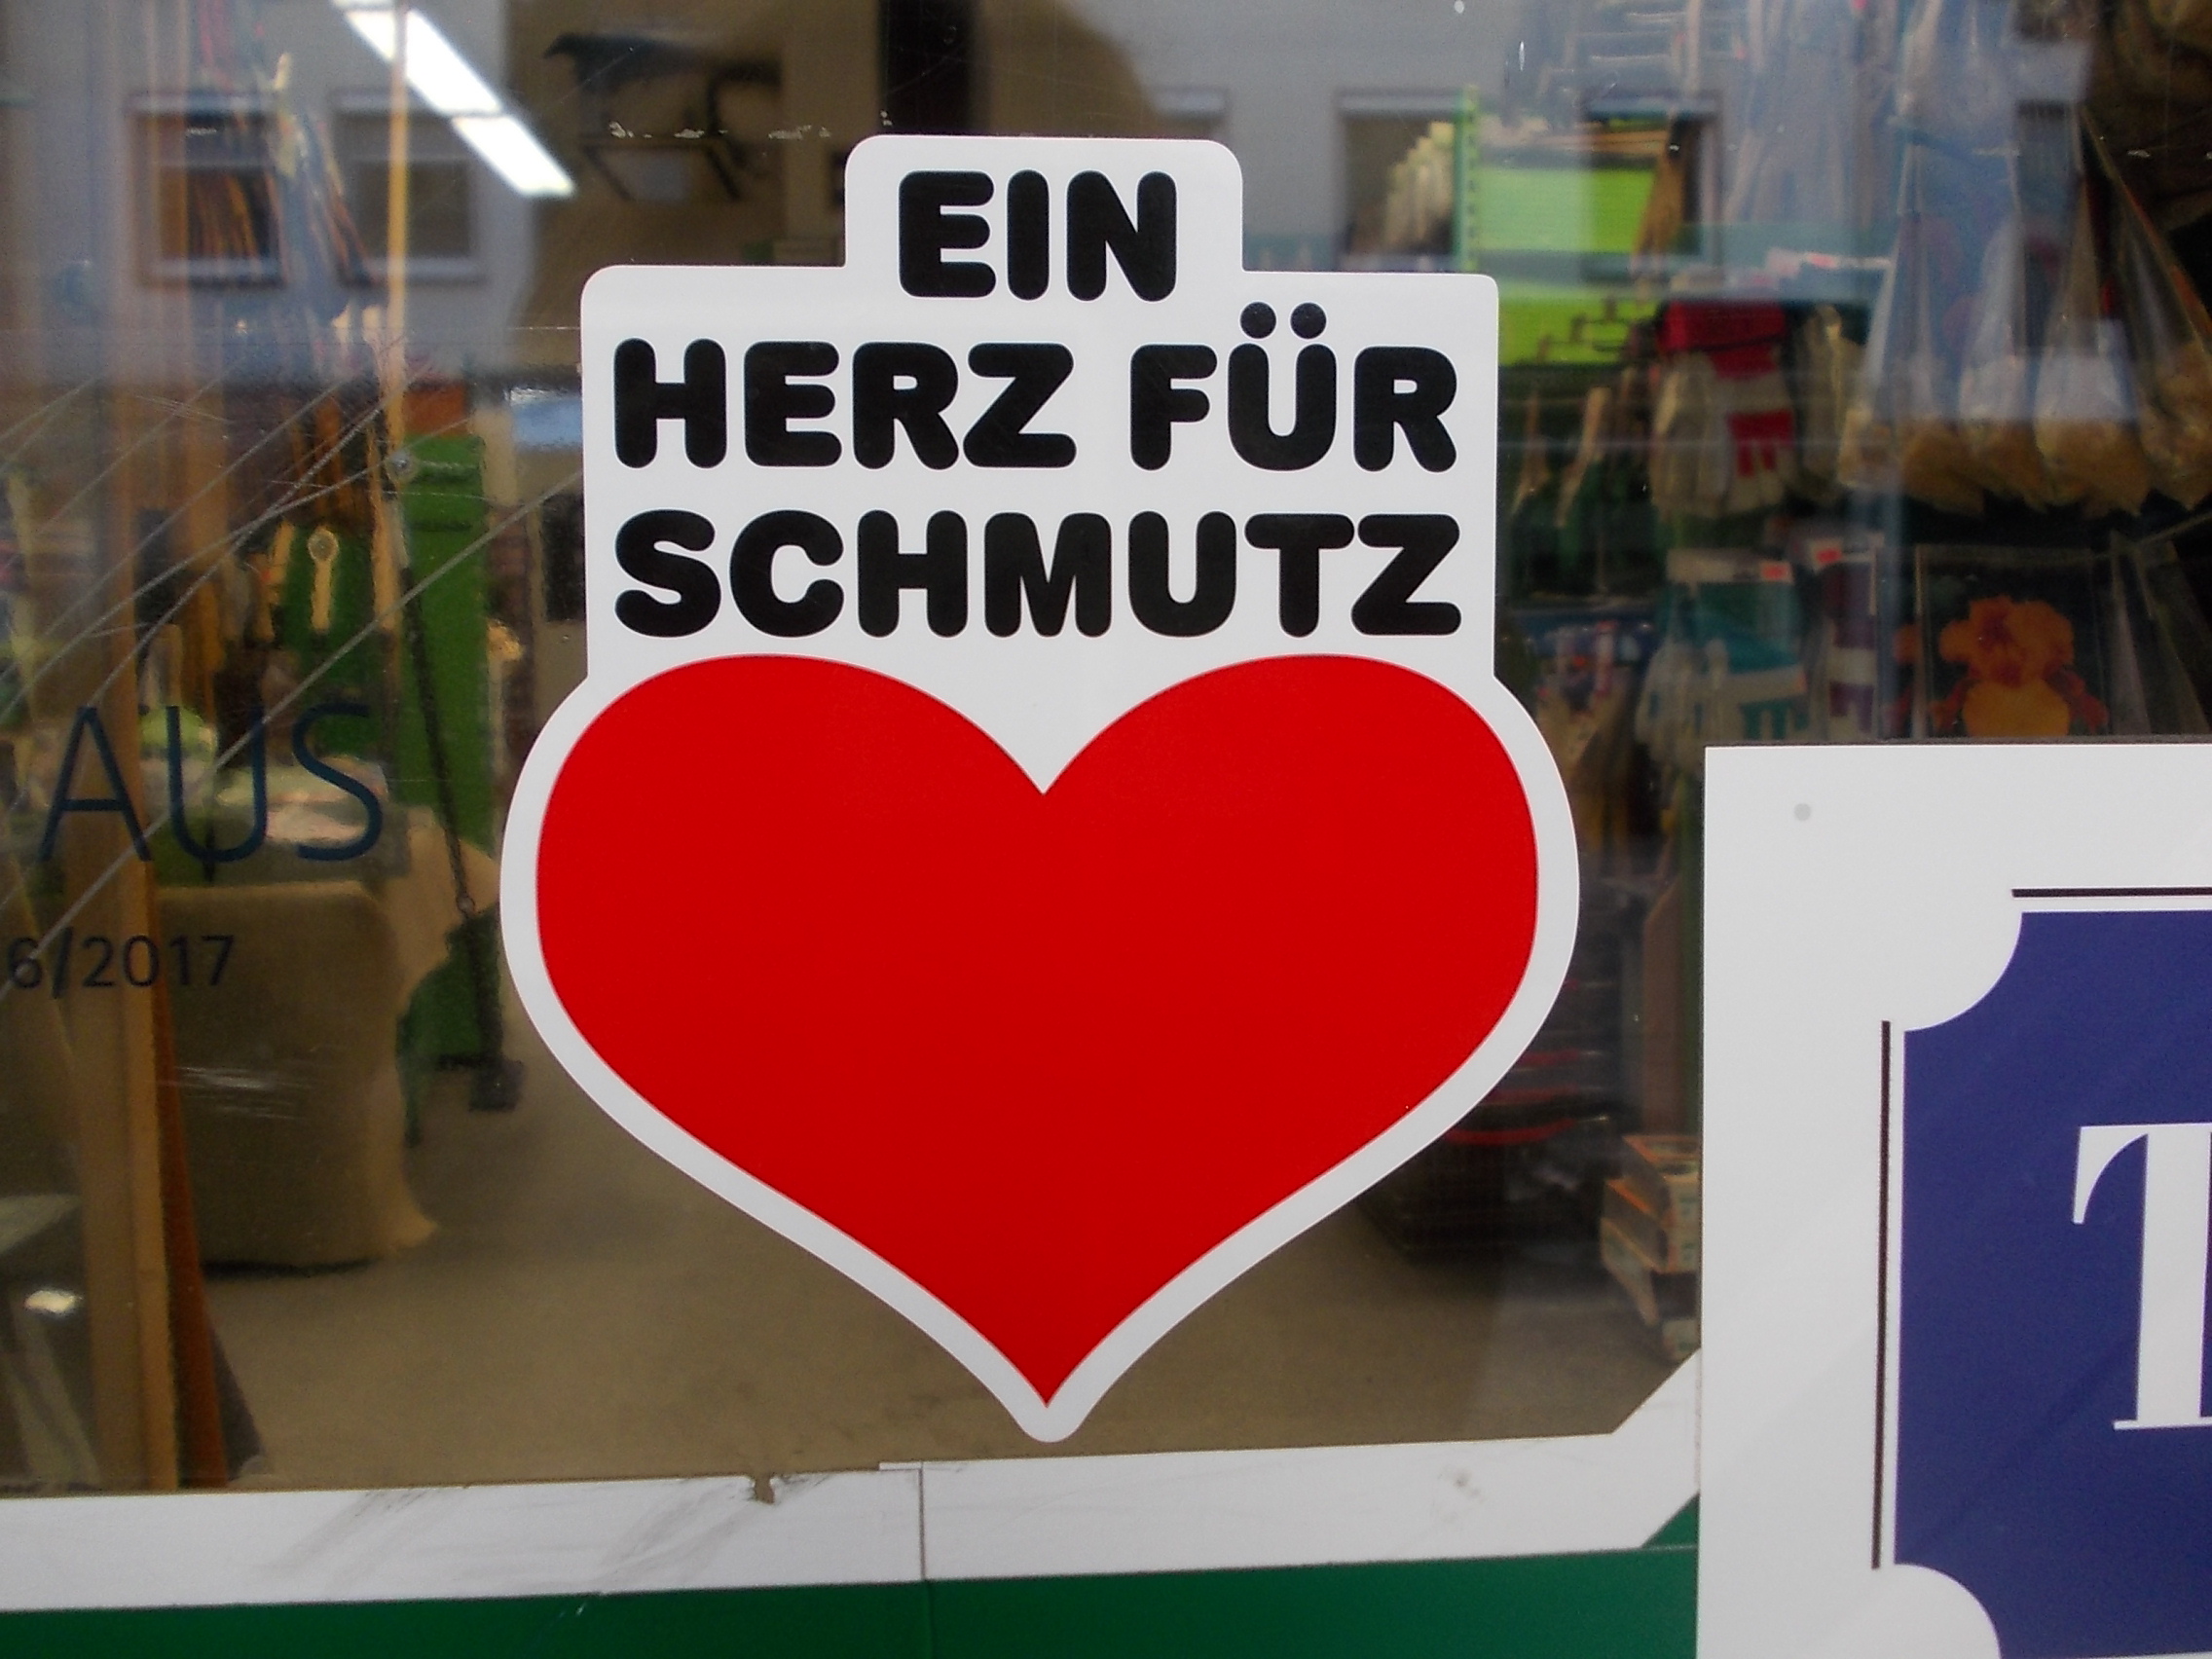 EIN
HERZ FÜR
SCHMUTZ
AUS
6/2017
T